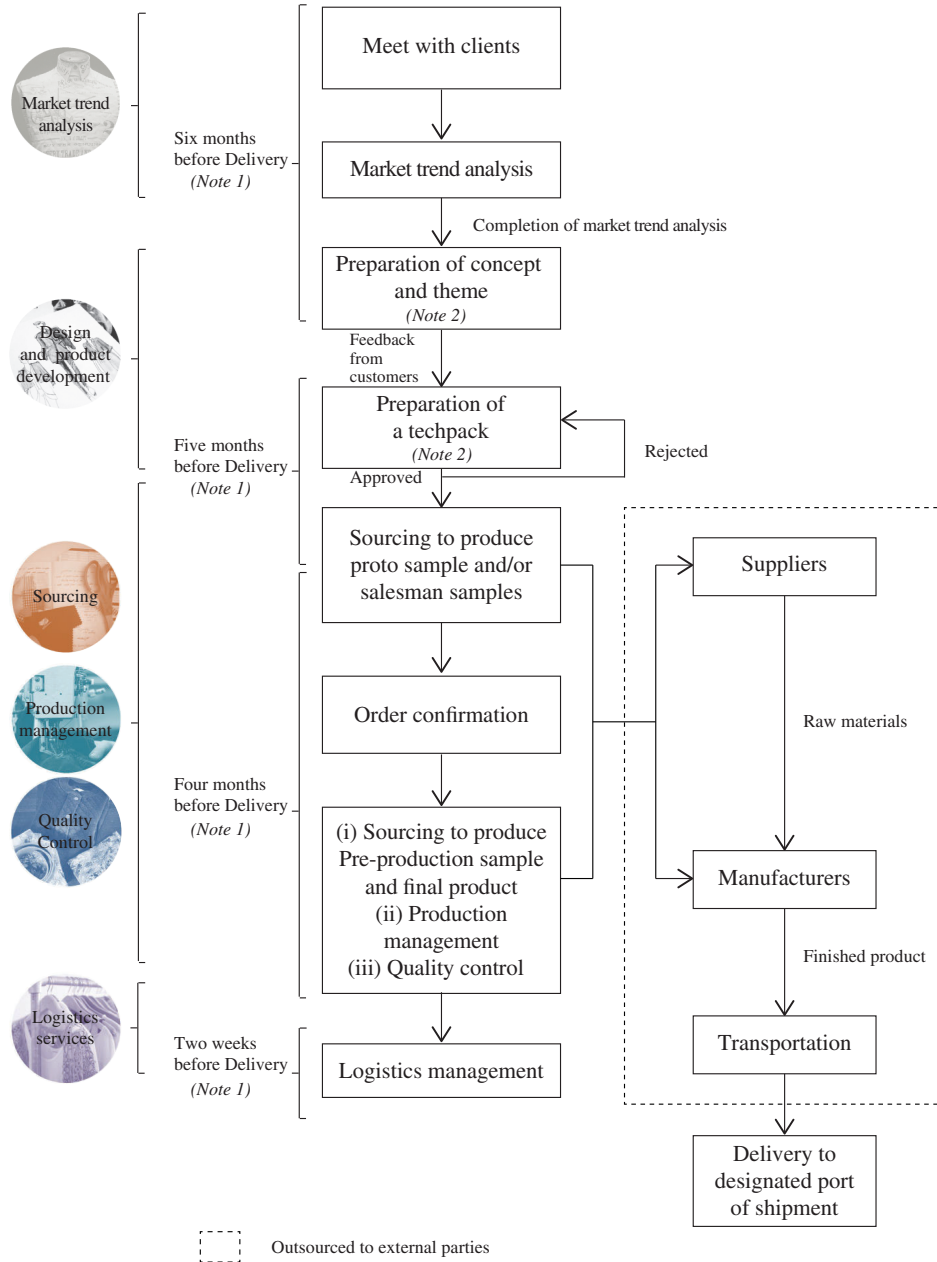 Meet with clients
Market trend
analysis
Six months
before Delivery
(Note 1)
Market trend analysis
Completion of market trend analysis
Preparation of concept
and theme
(Note 2)
Design
and product
development
Feedback
from
customers
Preparation of
a techpack
(Note 2)
Five months
before Delivery
(Note 1)
Rejected
Approved
Sourcing to produce
proto sample and/or
salesman samples
Suppliers
Sourcing
Production
management
Order confirmation
Raw materials
Four months
before Delivery
(Note 1)
Quality
Control
(i) Sourcing to produce
Pre-production sample
and final product
(ii) Production
management
(iii) Quality control
Manufacturers
Finished product
Logistics
services
Two weeks
before Delivery
(Note 1)
Logistics management
Transportation
Delivery to
designated port
of shipment
Outsourced to external parties